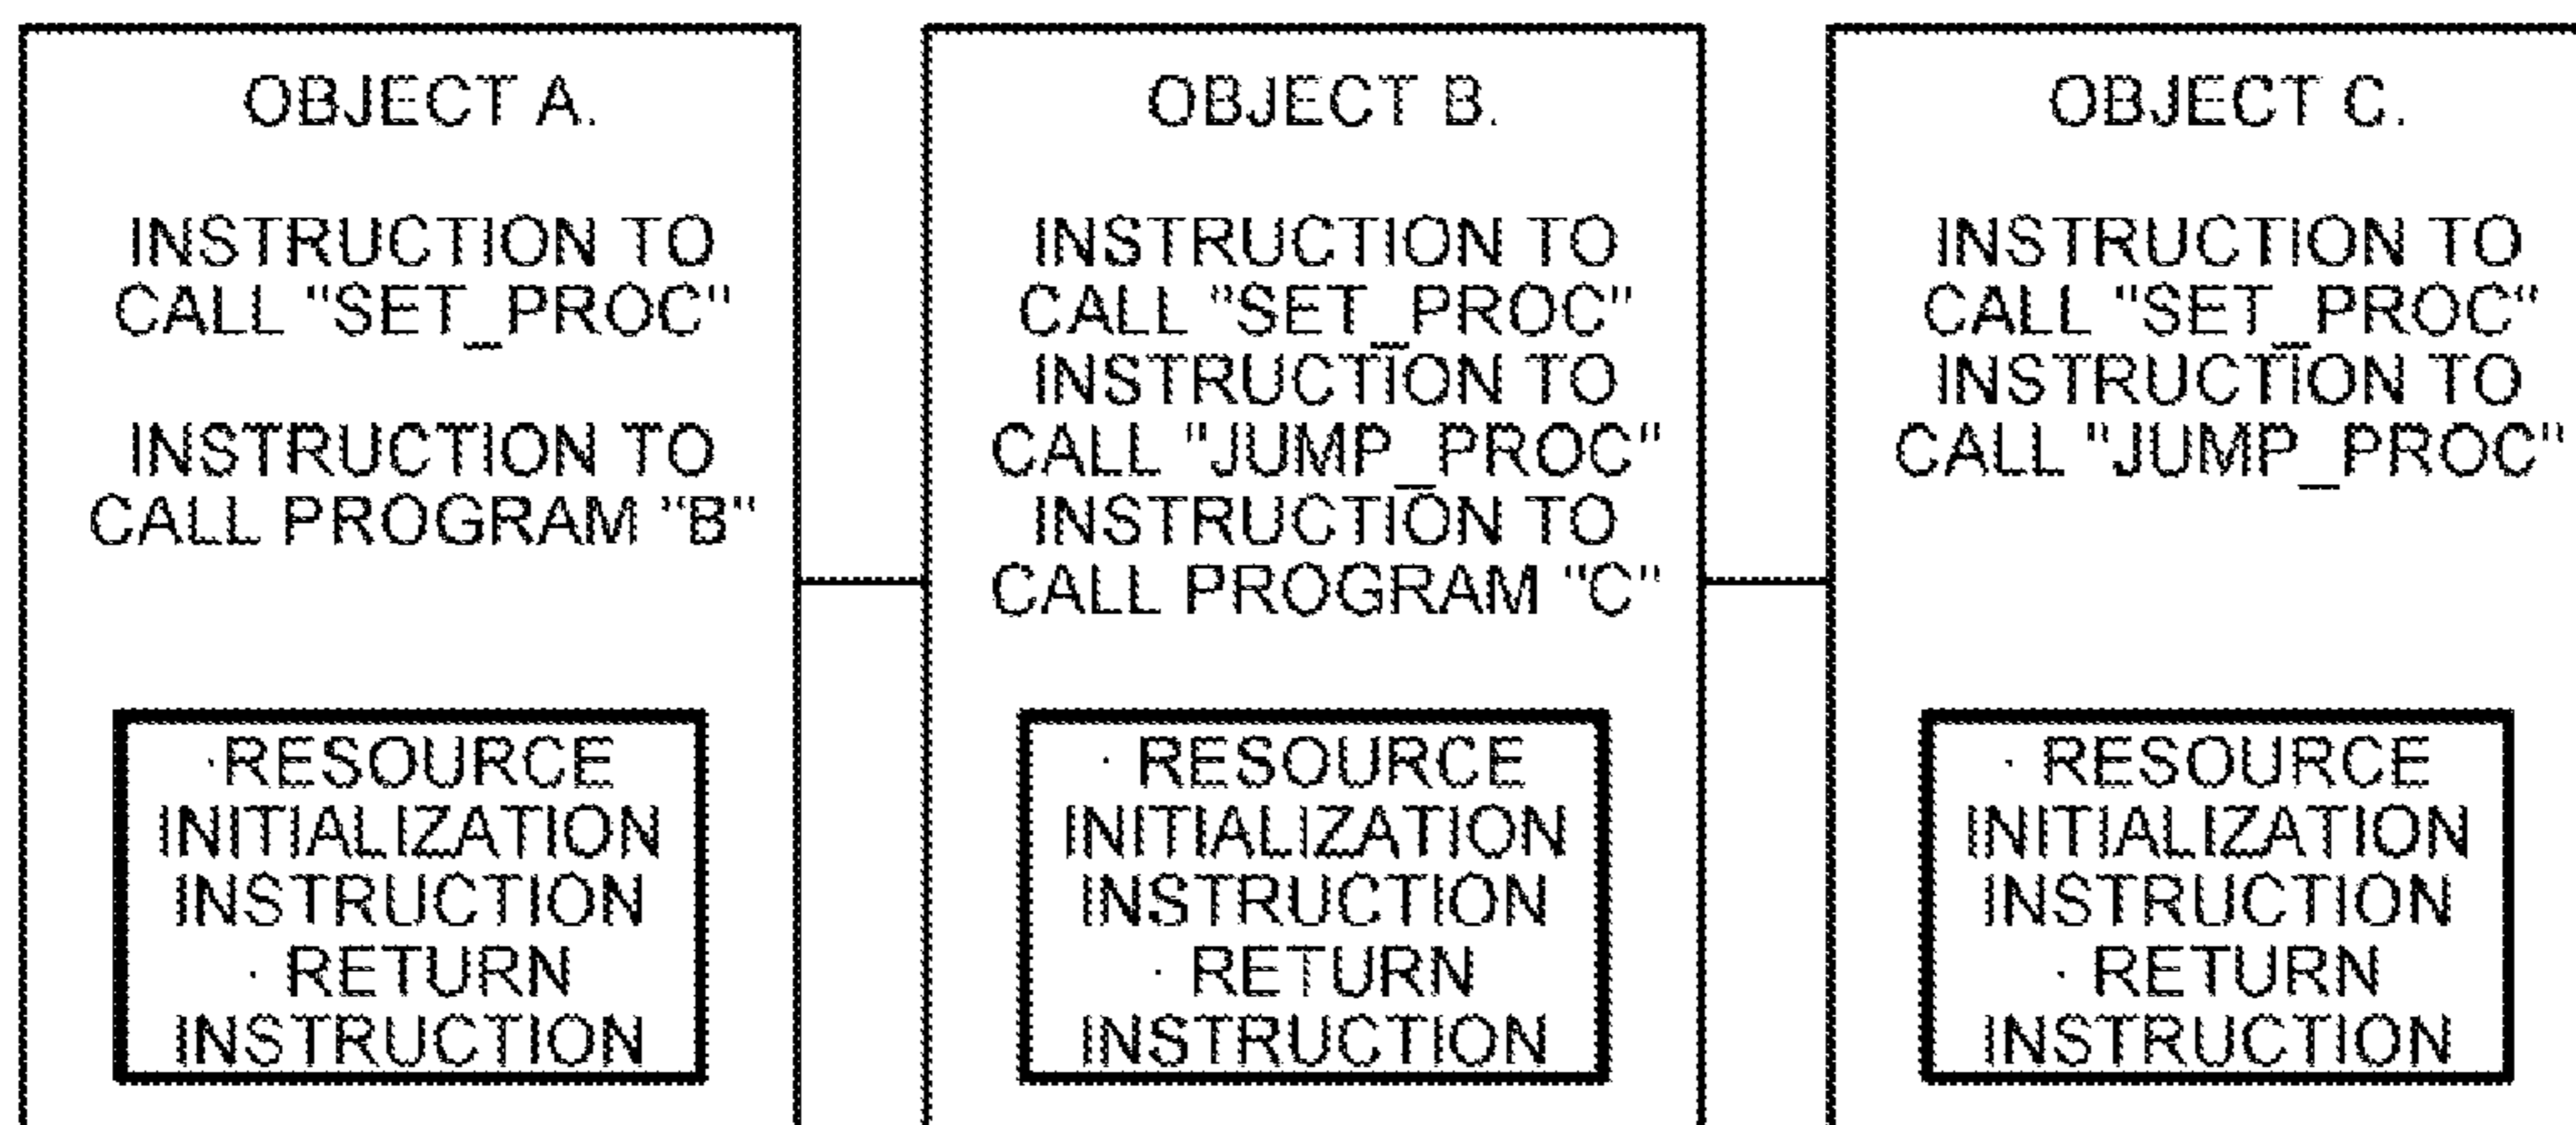 OBJECT A.
INSTRUCTION TO
CALL "SET_PROC"
INSTRUCTION TO
CALL PROGRAM "B"
·RESOURCE
INITIALIZATION
INSTRUCTION
· RETURN
INSTRUCTION
OBJECT B.
INSTRUCTION TO
CALL "SET_PROC"
INSTRUCTION TO
CALL "JUMP_PROC"
INSTRUCTION TO
CALL PROGRAM "C"
· RESOURCE
INITIALIZATION
INSTRUCTION
· RETURN
INSTRUCTION
OBJECT C.
INSTRUCTION TO
CALL "SET_PROC"
INSTRUCTION TO
CALL "JUMP_PROC"
· RESOURCE
INITIALIZATION
INSTRUCTION
· RETURN
INSTRUCTION